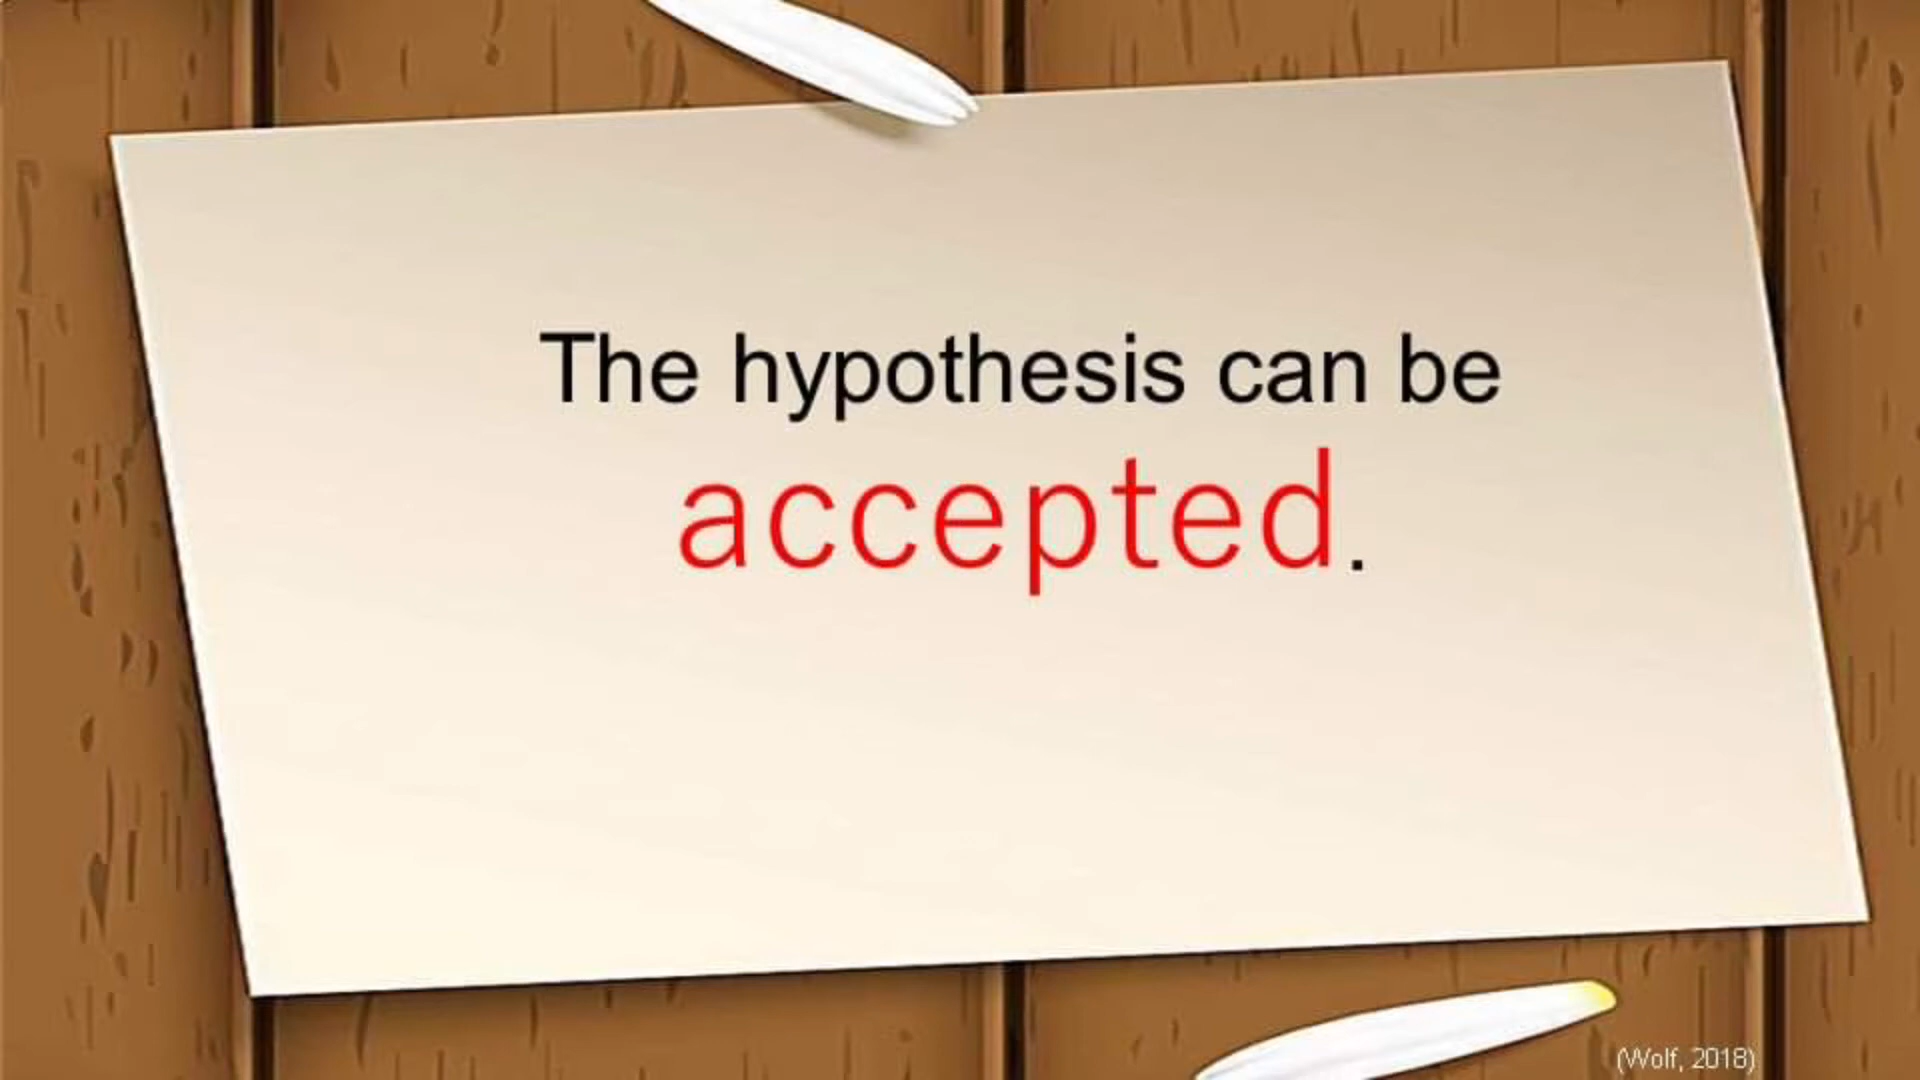 The hypothesis can be
accepted.
(Wolf, 2018)